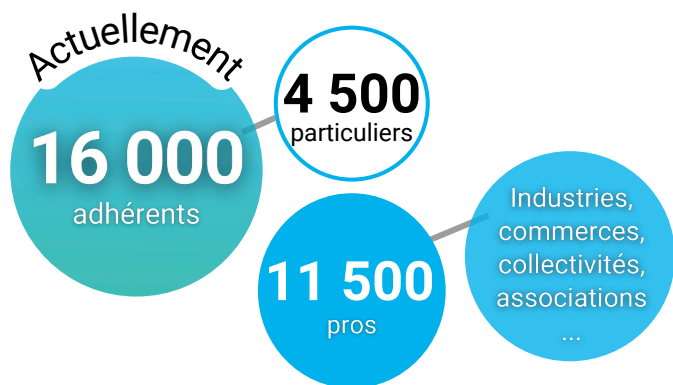 Actuellement
16 000
adhérents
4 500
particuliers
11 500
pros
Industries,
commerces,
collectivités,
associations
...